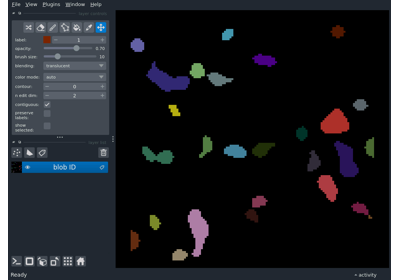 File View Plugins Window Help
label: 1
opacity: 0.70
brush size: 10
blending: translucent
color mode: auto
contour: 0
n edit dim: 2
contiguous:
preserve
labels:
show
selected:
blob ID
Ready
activity